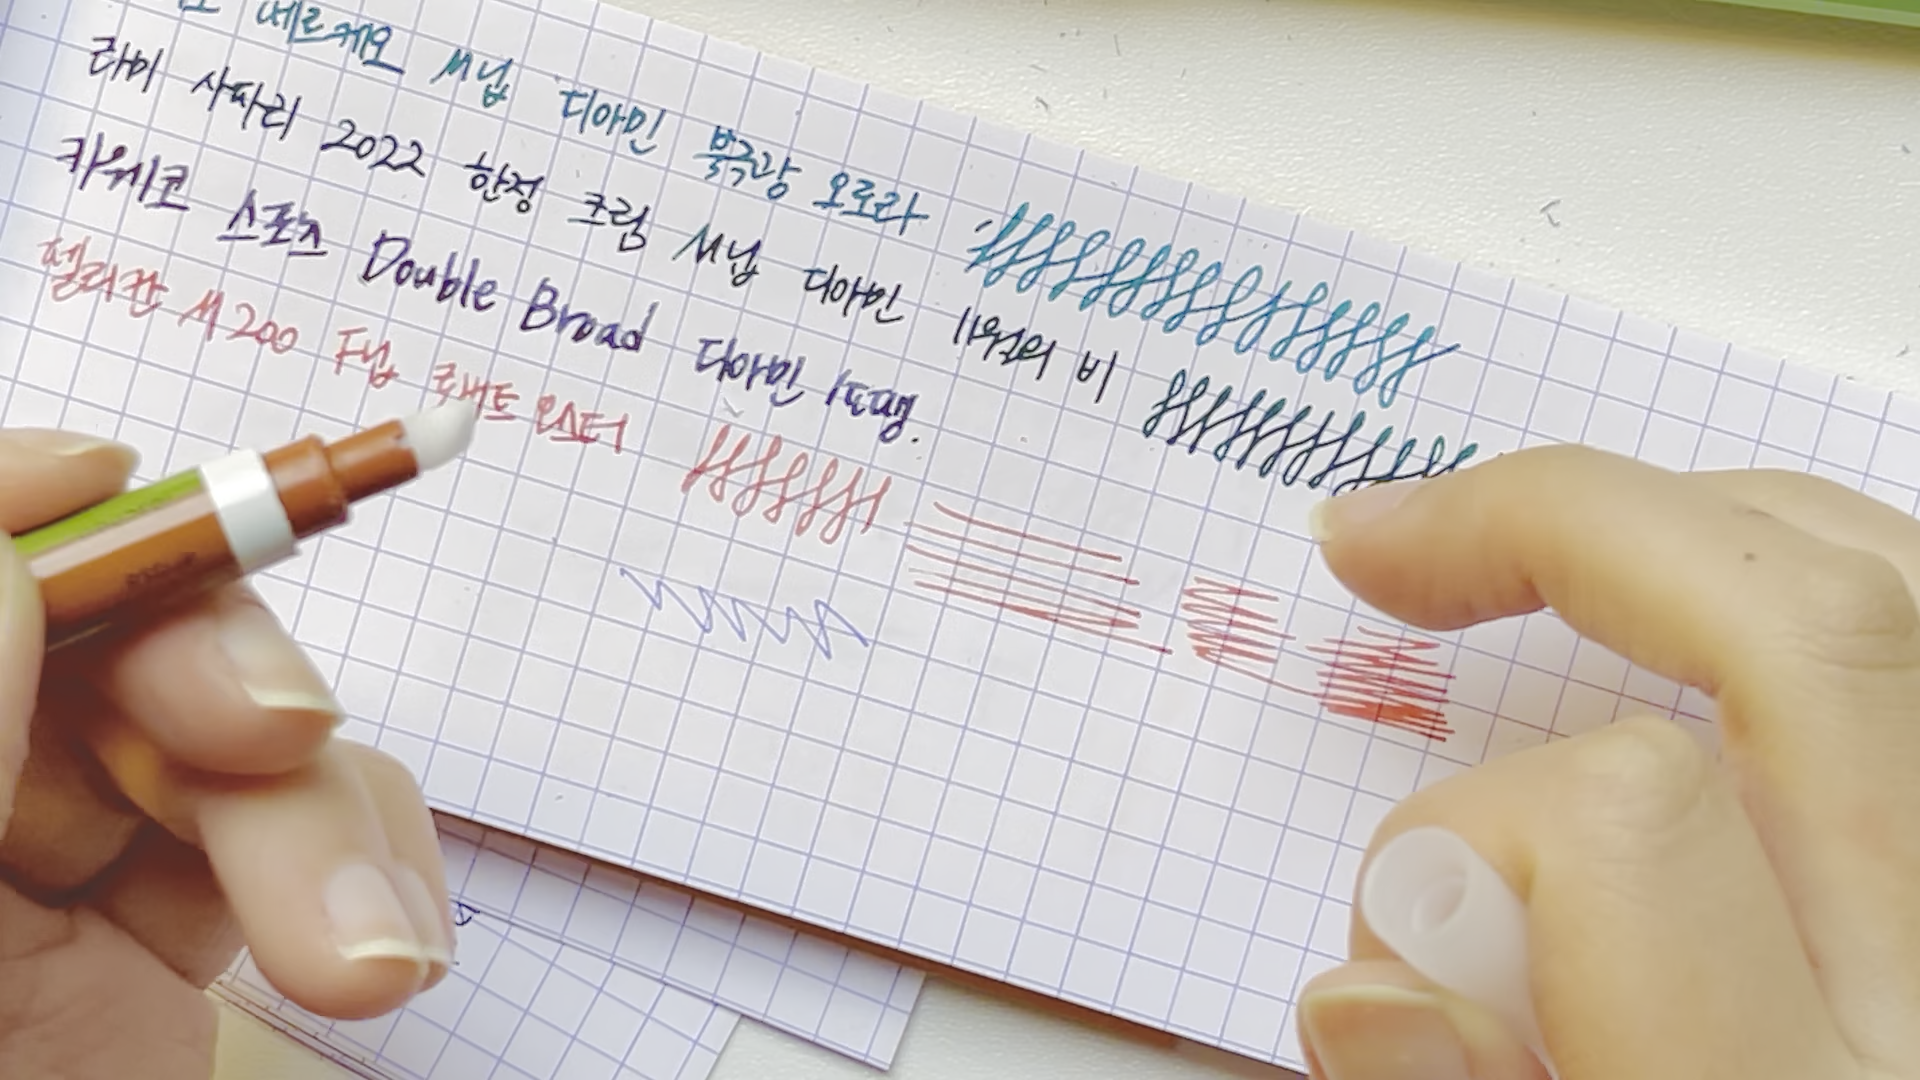 베르케오 M닙 디아민 북극광 오로라
라미 사파리 2022 한정 크림 M닙 디아민 11월의 비
카웨코 스포츠 Double Broad 디아민
펠리칸 M200 F닙 로버트 오스터